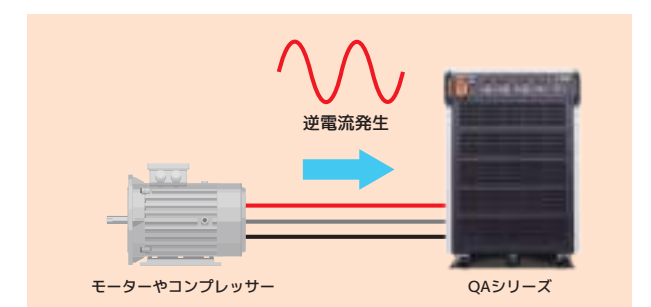 逆電流発生
モーターやコンプレッサー
QAシリーズ